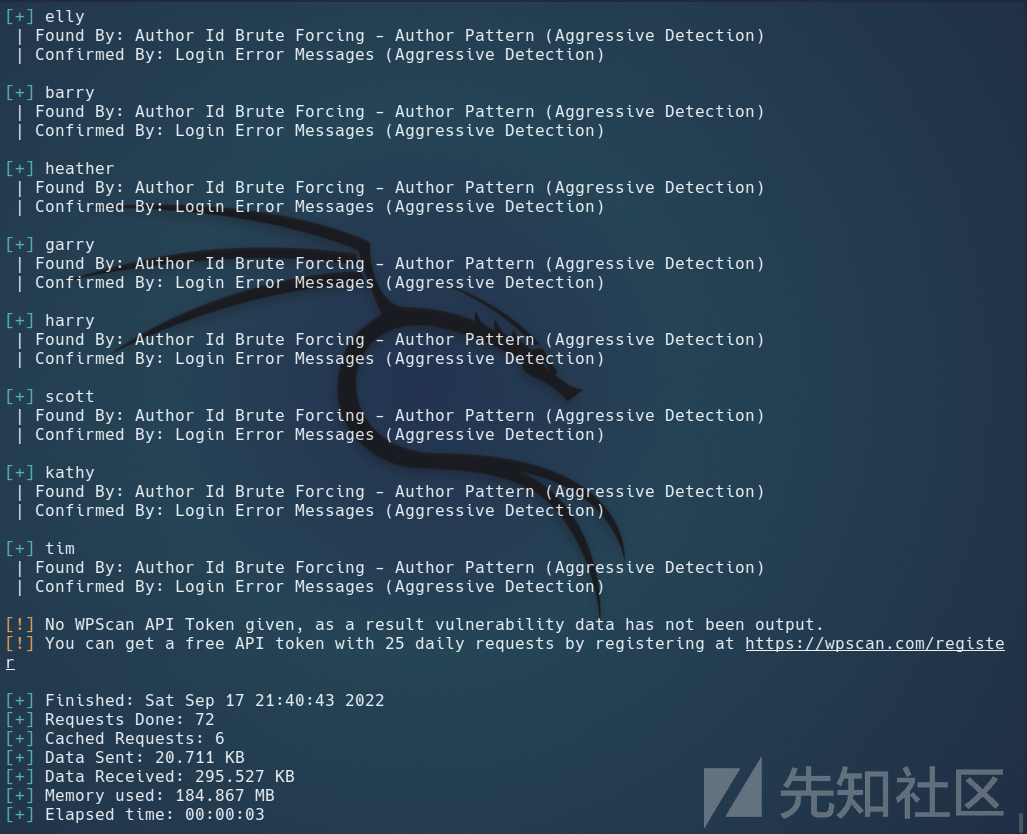 [+] elly
 | Found By: Author Id Brute Forcing - Author Pattern (Aggressive Detection)
 | Confirmed By: Login Error Messages (Aggressive Detection)
[+] barry
 | Found By: Author Id Brute Forcing - Author Pattern (Aggressive Detection)
 | Confirmed By: Login Error Messages (Aggressive Detection)
[+] heather
 | Found By: Author Id Brute Forcing - Author Pattern (Aggressive Detection)
 | Confirmed By: Login Error Messages (Aggressive Detection)
[+] garry
 | Found By: Author Id Brute Forcing - Author Pattern (Aggressive Detection)
 | Confirmed By: Login Error Messages (Aggressive Detection)
[+] harry
 | Found By: Author Id Brute Forcing - Author Pattern (Aggressive Detection)
 | Confirmed By: Login Error Messages (Aggressive Detection)
[+] scott
 | Found By: Author Id Brute Forcing - Author Pattern (Aggressive Detection)
 | Confirmed By: Login Error Messages (Aggressive Detection)
[+] kathy
 | Found By: Author Id Brute Forcing - Author Pattern (Aggressive Detection)
 | Confirmed By: Login Error Messages (Aggressive Detection)
[+] tim
 | Found By: Author Id Brute Forcing - Author Pattern (Aggressive Detection)
 | Confirmed By: Login Error Messages (Aggressive Detection)
[!] No WPScan API Token given, as a result vulnerability data has not been output.
[!] You can get a free API token with 25 daily requests by registering at https://wpscan.com/registe
r
[+] Finished: Sat Sep 17 21:40:43 2022
[+] Requests Done: 72
[+] Cached Requests: 6
[+] Data Sent: 20.711 KB
[+] Data Received: 295.527 KB
[+] Memory used: 184.867 MB
[+] Elapsed time: 00:00:03
先知社区